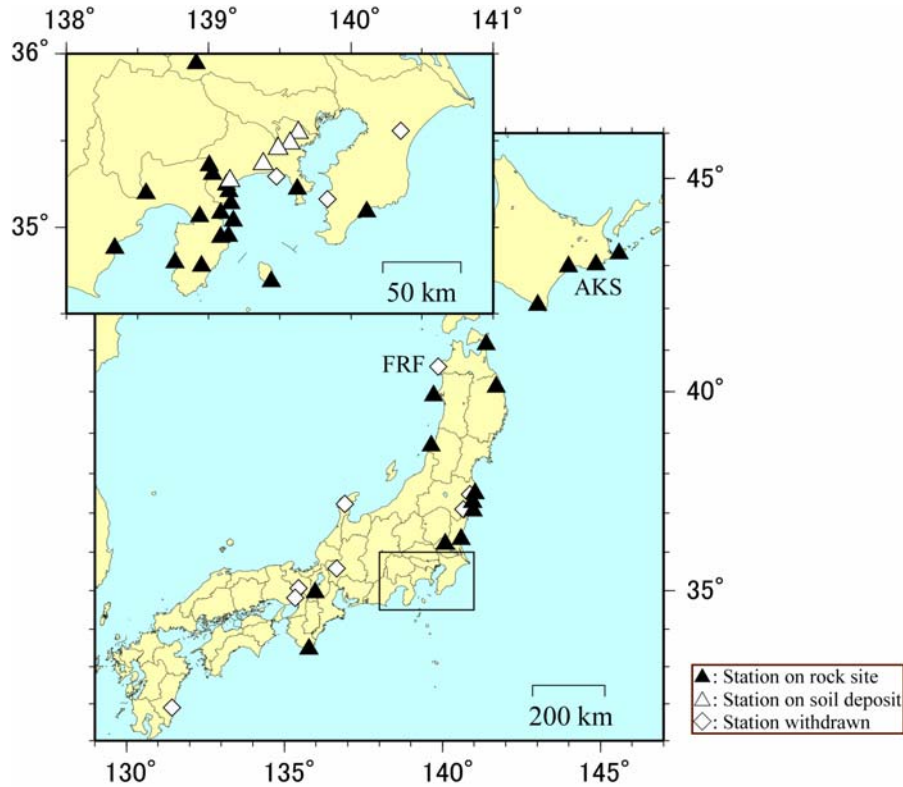 138° 139° 140° 141°
36°
35°
50 km
45°
AKS
FRF
40°
35°
200 km
▲: Station on rock site
△: Station on soil deposit
◇: Station withdrawn
130° 135° 140° 145°